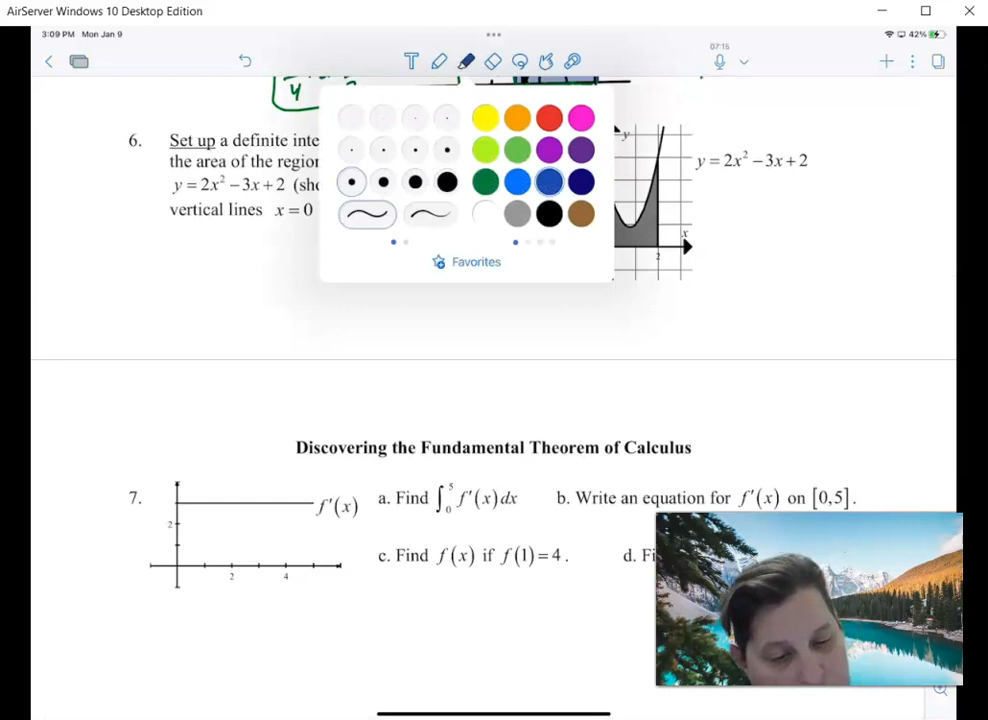 AirServer Windows 10 Desktop Edition
3:09 PM Mon Jan 9
42%
07:15
T
4
6. Set up a definite inte
the area of the region
y = 2x² − 3x + 2 (sh
vertical lines x = 0
Favorites
y
x
2
y = 2x² − 3x + 2
Discovering the Fundamental Theorem of Calculus
7.
2
2 4
f′(x)
a. Find ∫₀⁵ f′(x)dx
b. Write an equation for f′(x) on [0,5].
c. Find f(x) if f(1) = 4.
d. Fi